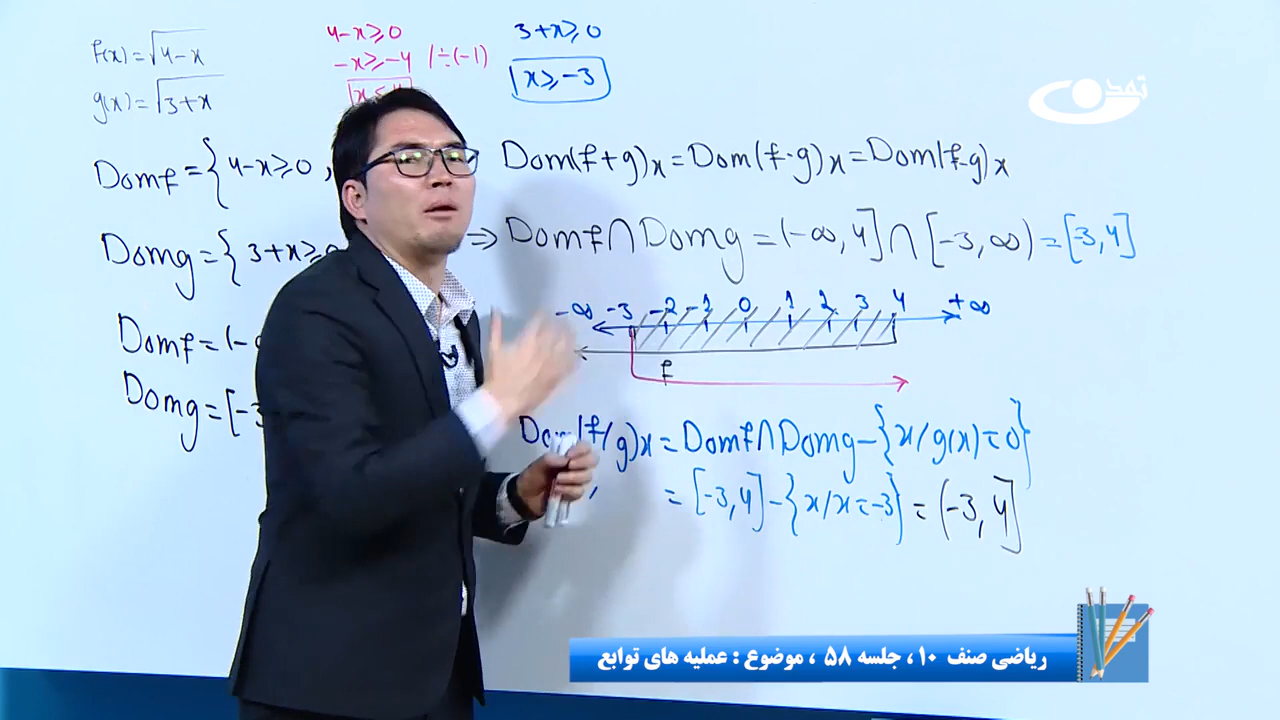 f(x)=√4-x
g(x)=√3+x
4-x≥0
-x≥-4 /÷(-1)
3+x≥0
x≥-3
تمدن
Domf={4-x≥0,
Domg={3+x≥
Domf=(-
Domg=[-3
Dom(f+g)x=Dom(f·g)x=Dom(f-g)x
⇒Domf∩Domg=(-∞,4]∩[-3,∞)=[-3,4]
-∞ -3 -2 -1 0 1 2 3 4 +∞
f
Dom(f/g)x=Domf∩Domg-{x/g(x)=0}
=[-3,4]-{x/x=-3}=(-3,4]
ریاضی صنف ۱۰، جلسه ۵۸، موضوع : عملیه های توابع